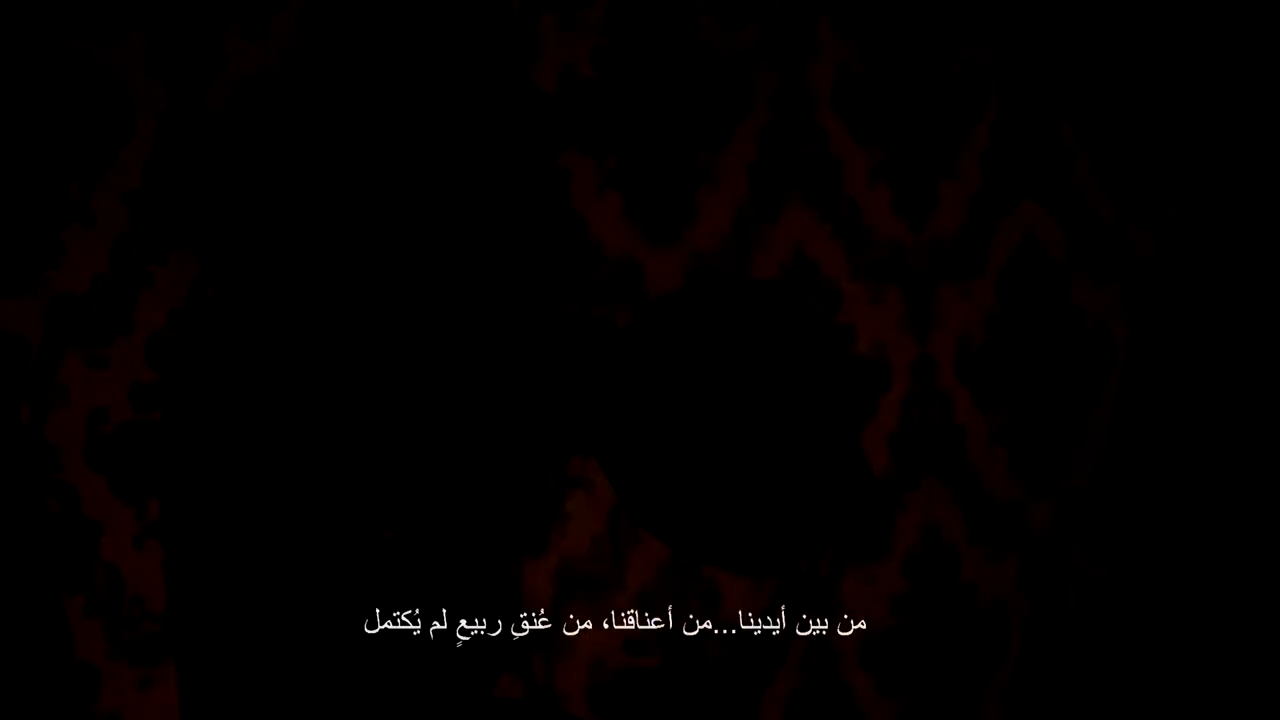 من بين أيدينا...من أعناقنا، من عُنقِ ربيعٍ لم يُكتمل